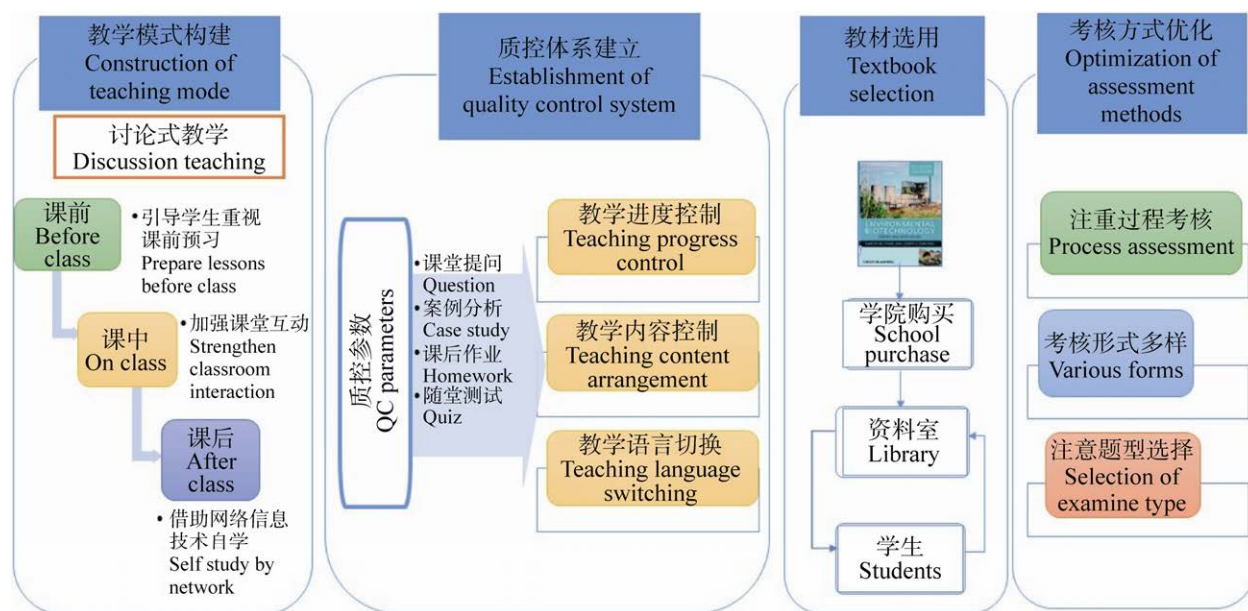 教学模式构建
Construction of
teaching mode
讨论式教学
Discussion teaching
课前
Before
class
•引导学生重视
课前预习
Prepare lessons
before class
课中
On class
•加强课堂互动
Strengthen
classroom
interaction
课后
After
class
•借助网络信息
技术自学
Self study by
network
质控体系建立
Establishment of
quality control system
质控参数
QC parameters
•课堂提问
Question
•案例分析
Case study
•课后作业
Homework
•随堂测试
Quiz
教学进度控制
Teaching progress
control
教学内容控制
Teaching content
arrangement
教学语言切换
Teaching language
switching
教材选用
Textbook
selection
ENVIRONMENTAL
BIOTECHNOLOGY
学院购买
School
purchase
资料室
Library
学生
Students
考核方式优化
Optimization of
assessment
methods
注重过程考核
Process assessment
考核形式多样
Various forms
注意题型选择
Selection of
examine type